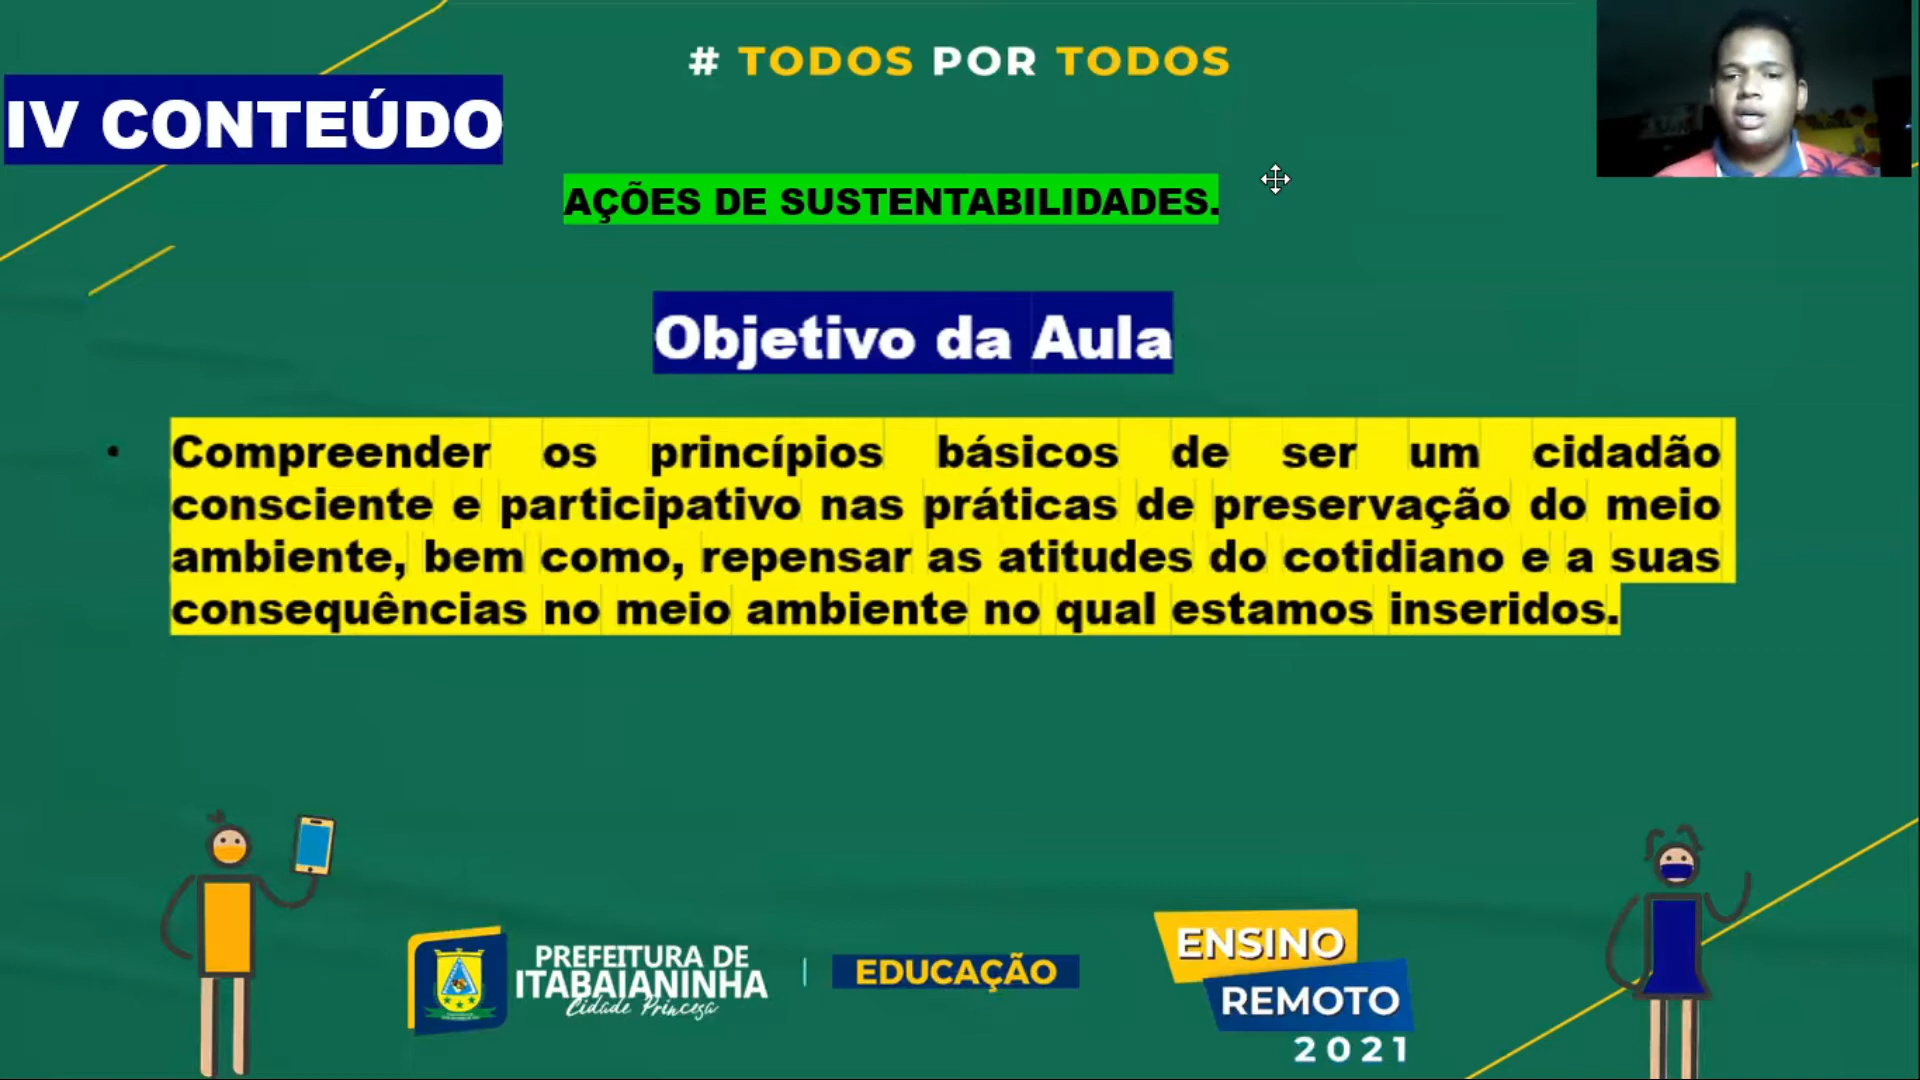 # TODOS POR TODOS
IV CONTEÚDO
AÇÕES DE SUSTENTABILIDADES.
Objetivo da Aula
• Compreender os princípios básicos de ser um cidadão
consciente e participativo nas práticas de preservação do meio
ambiente, bem como, repensar as atitudes do cotidiano e a suas
consequências no meio ambiente no qual estamos inseridos.
PREFEITURA DE
ITABAIANINHA
Cidade Princesa
EDUCAÇÃO
ENSINO
REMOTO
2021